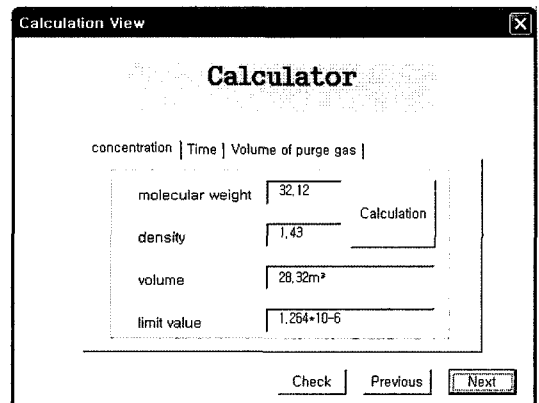 Calculation View
Calculator
concentration Time Volume of purge gas
molecular weight 32,12
Calculation
density 1,43
volume 28,32m³
limit value 1,264*10-6
Check Previous Next